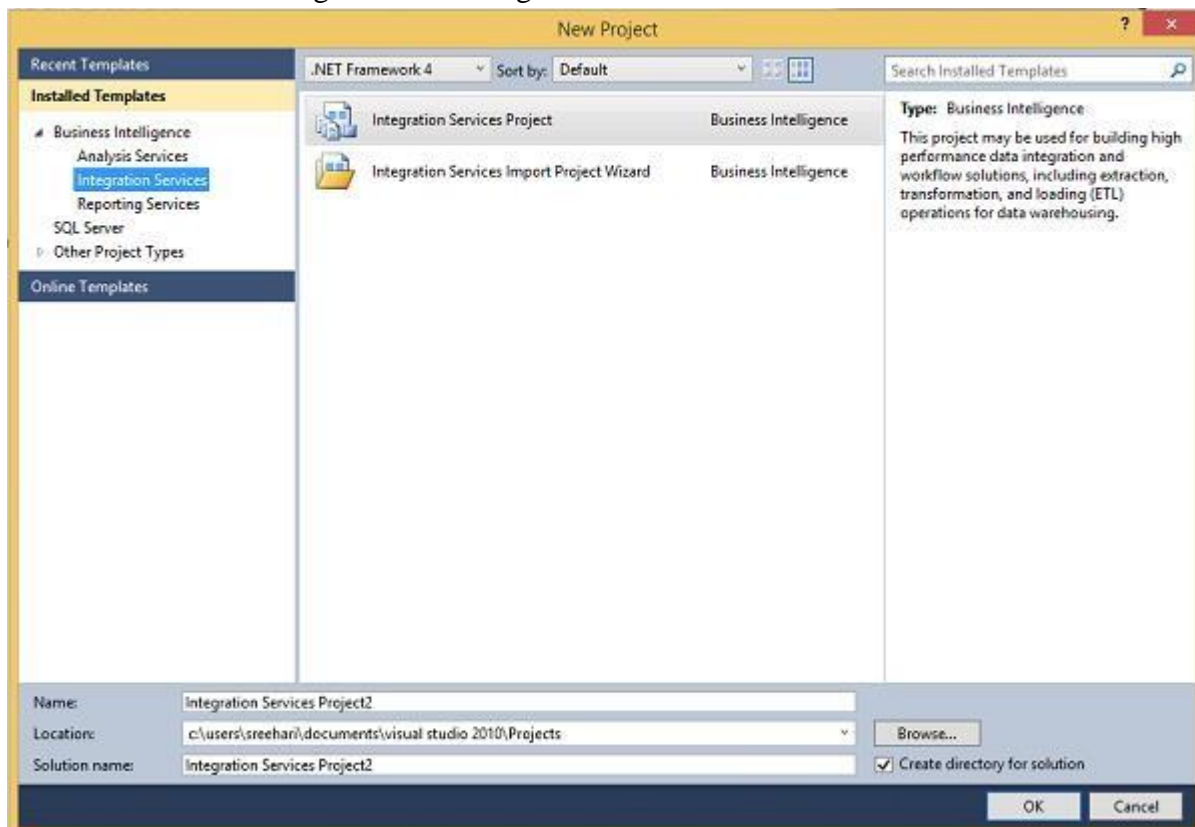 New Project
?
Recent Templates
Installed Templates
Business Intelligence
Analysis Services
Integration Services
Reporting Services
SQL Server
Other Project Types
Online Templates
.NET Framework 4 Sort by: Default
Integration Services Project Business Intelligence
Integration Services Import Project Wizard Business Intelligence
Search Installed Templates
Type: Business Intelligence
This project may be used for building high
performance data integration and
workflow solutions, including extraction,
transformation, and loading (ETL)
operations for data warehousing.
Name: Integration Services Project2
Location: c:\users\sreehari\documents\visual studio 2010\Projects Browse...
Solution name: Integration Services Project2 Create directory for solution
OK Cancel